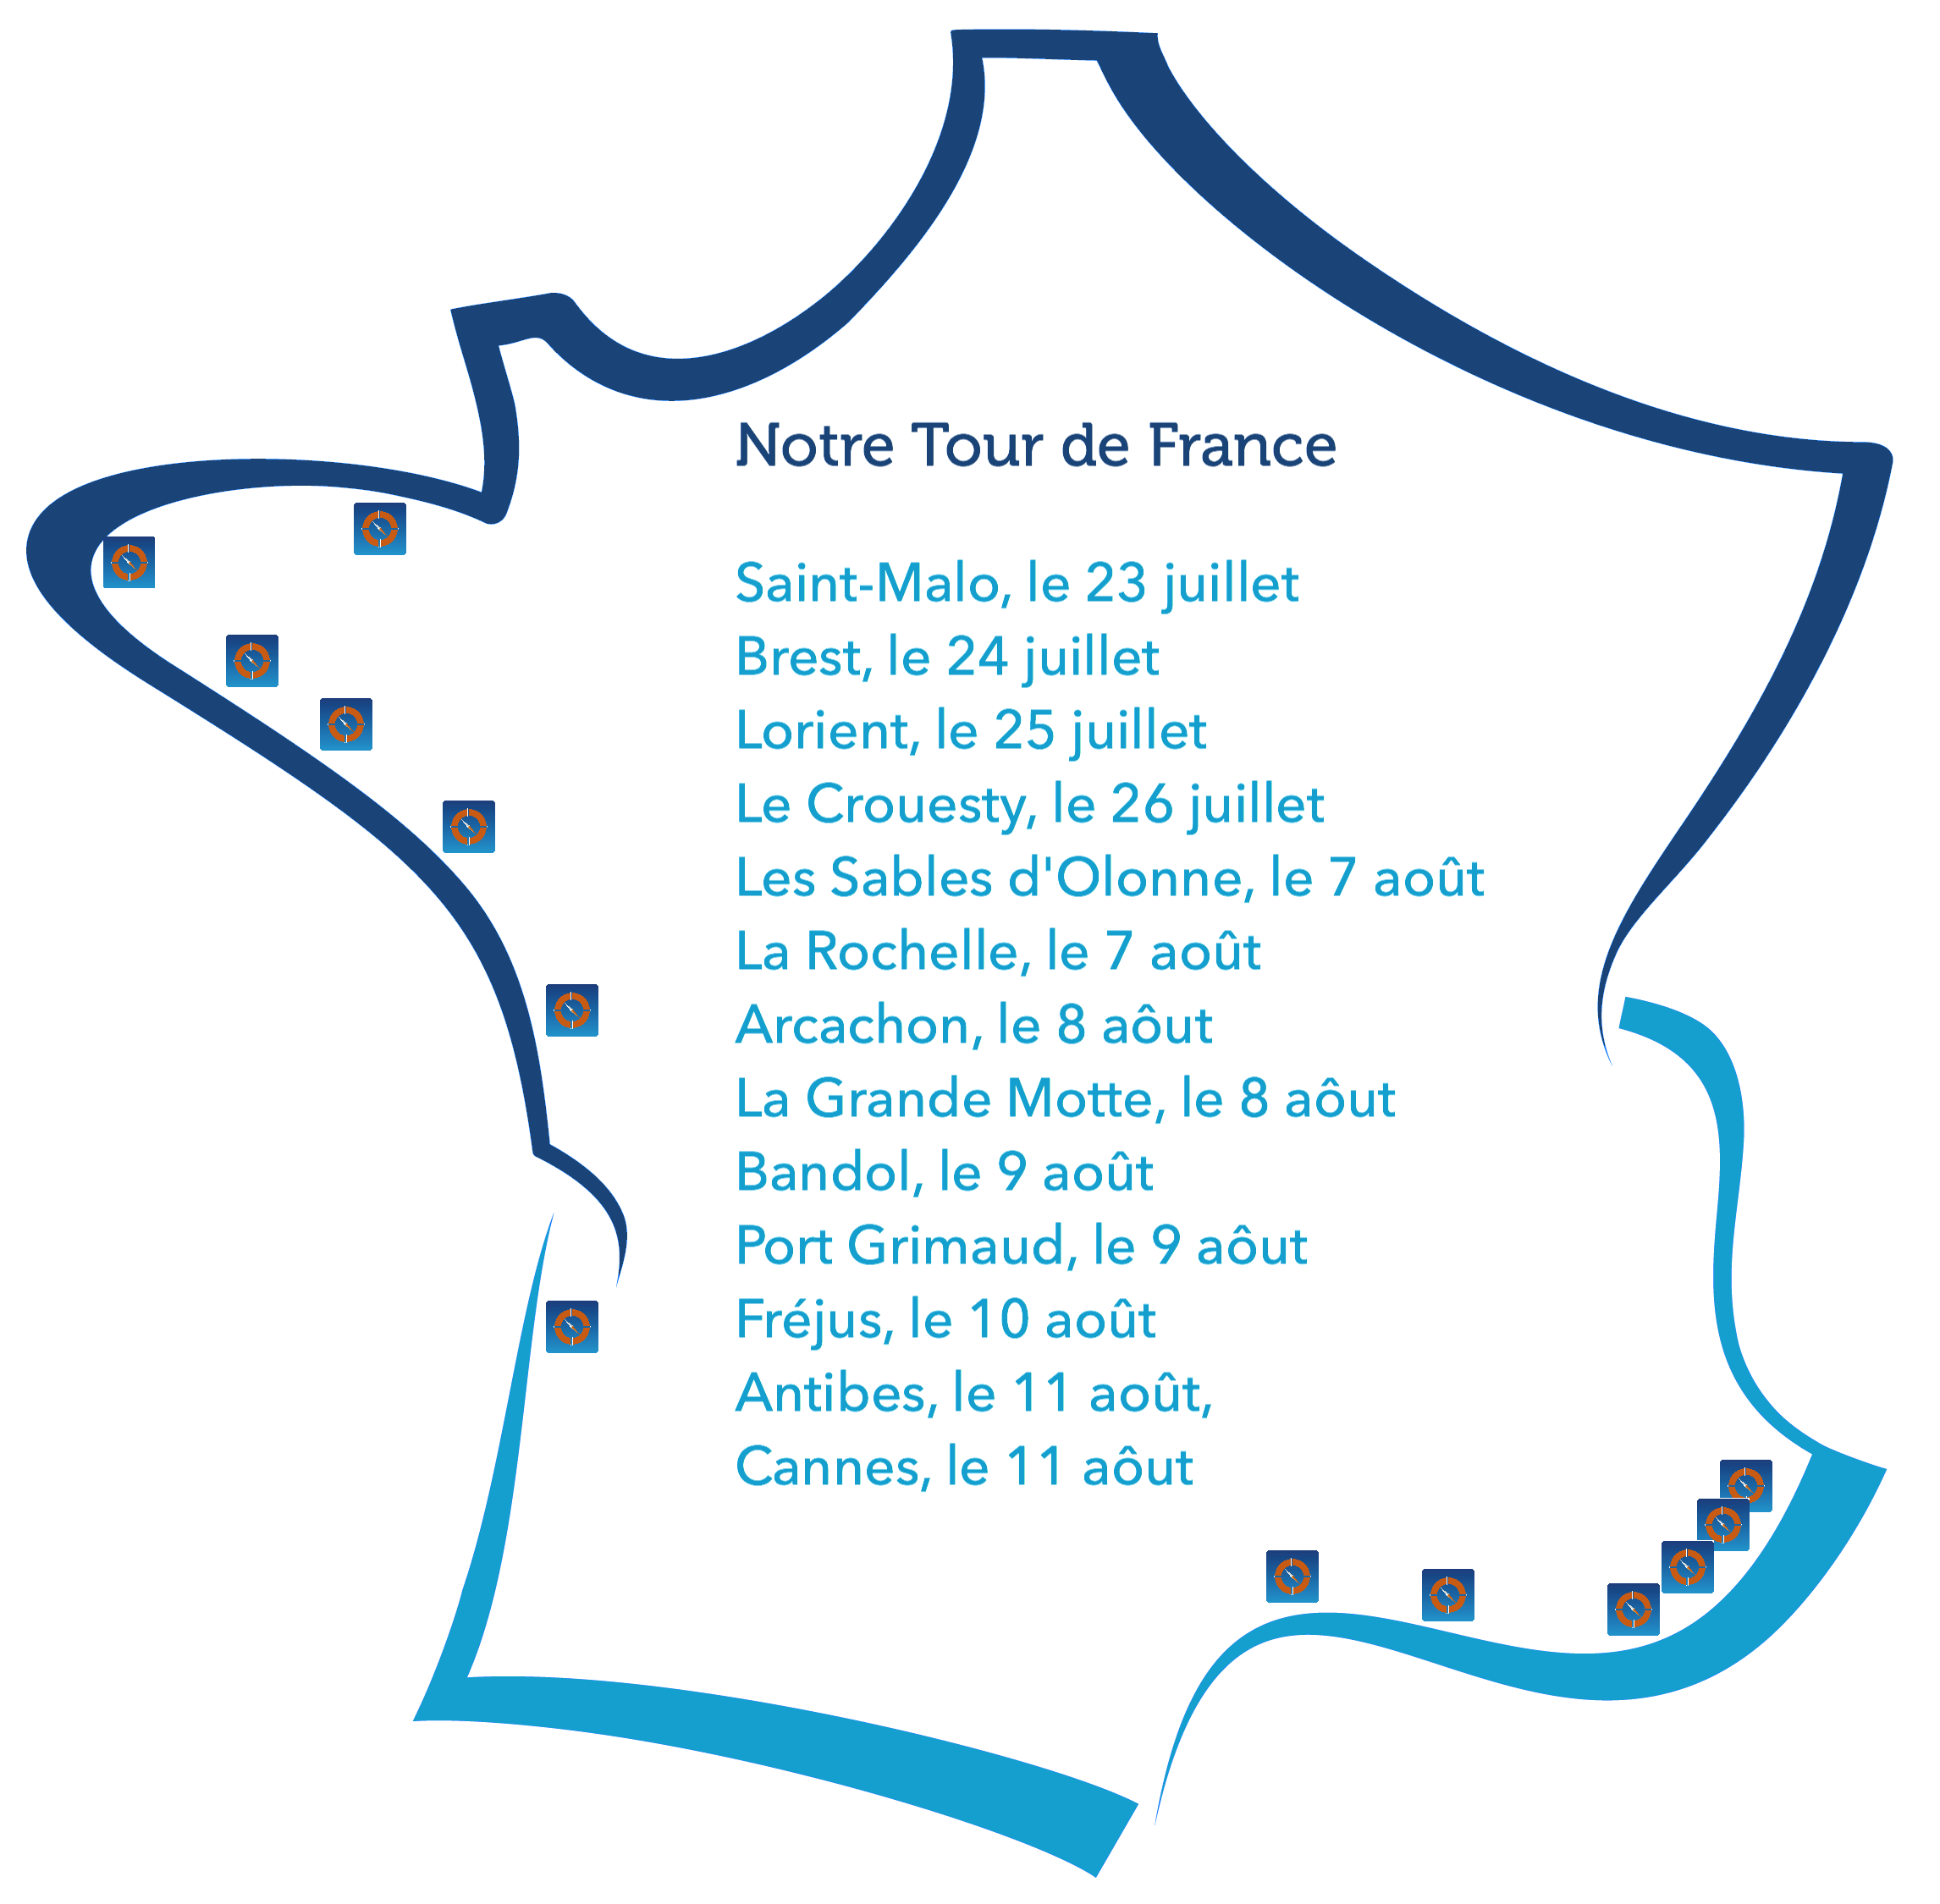 Notre Tour de France
Saint-Malo, le 23 juillet
Brest, le 24 juillet
Lorient, le 25 juillet
Le Crouesty, le 26 juillet
Les Sables d'Olonne, le 7 août
La Rochelle, le 7 août
Arcachon, le 8 aôut
La Grande Motte, le 8 aôut
Bandol, le 9 août
Port Grimaud, le 9 aôut
Fréjus, le 10 août
Antibes, le 11 août,
Cannes, le 11 aôut